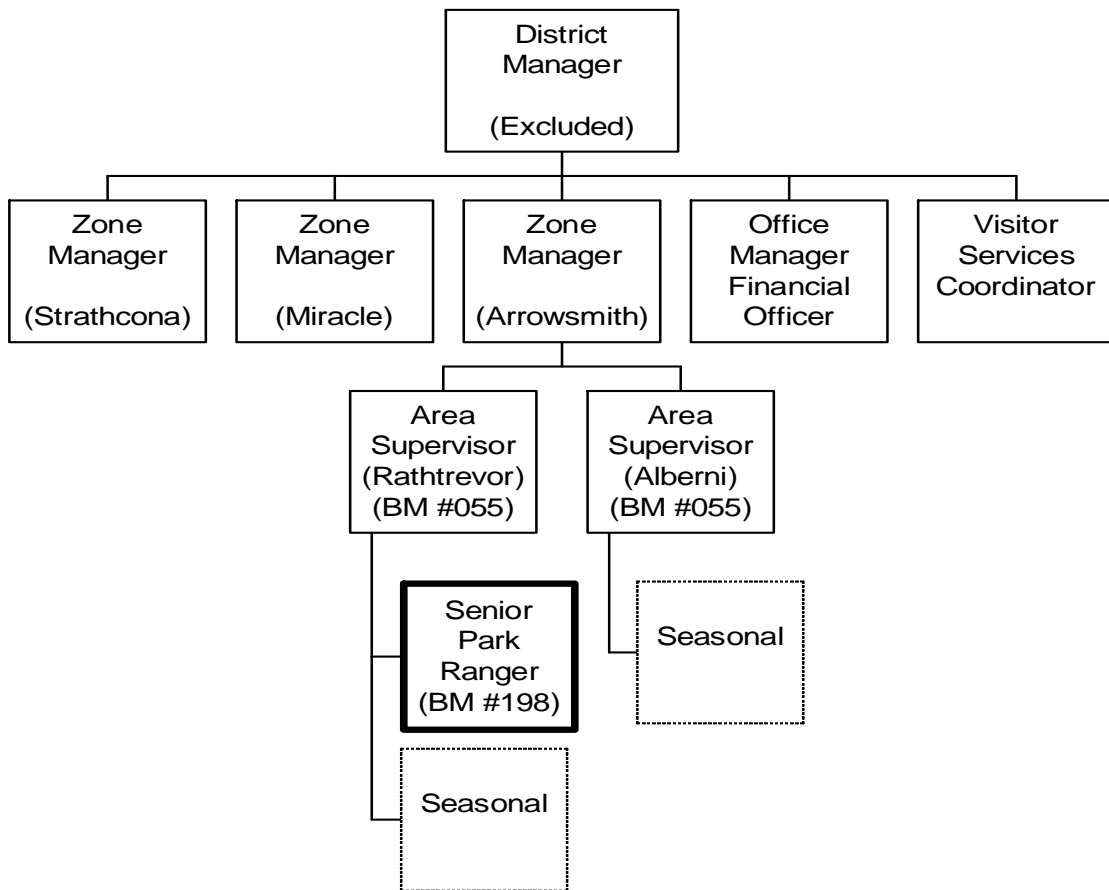 District
Manager
(Excluded)
Zone
Manager
(Strathcona)
Zone
Manager
(Miracle)
Zone
Manager
(Arrowsmith)
Office
Manager
Financial
Officer
Visitor
Services
Coordinator
Area
Supervisor
(Rathtrevor)
(BM #055)
Area
Supervisor
(Alberni)
(BM #055)
Senior
Park
Ranger
(BM #198)
Seasonal
Seasonal